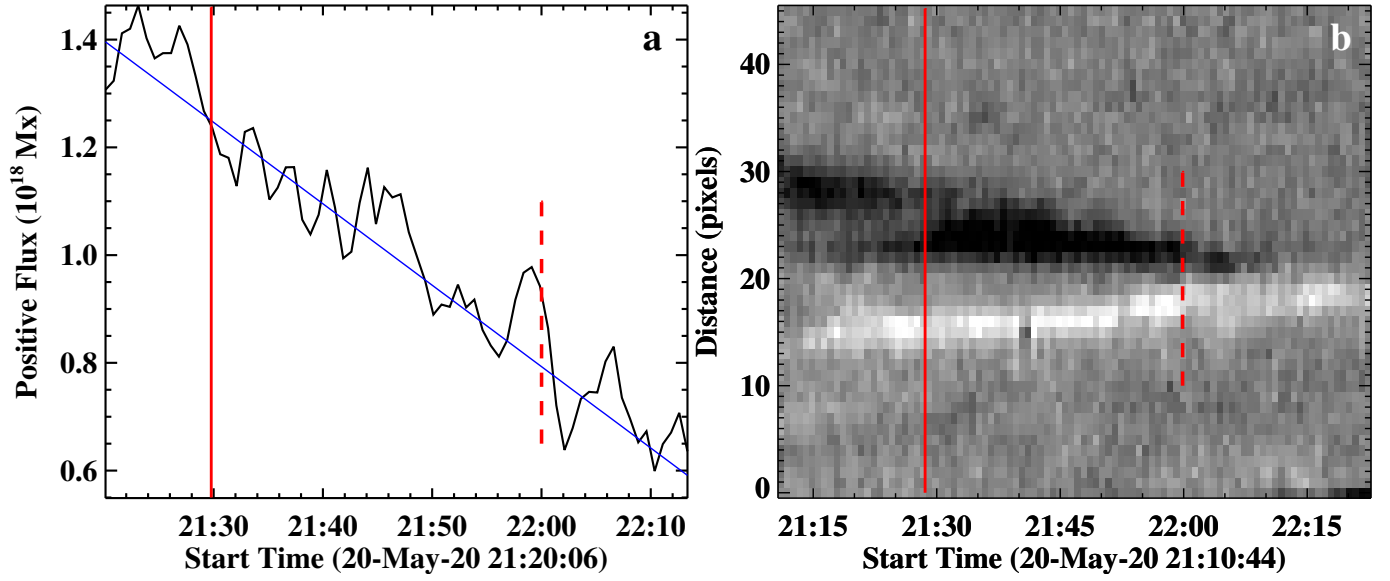 a
1.4
1.2
1.0
0.8
0.6
Positive Flux (10^18 Mx)
21:30 21:40 21:50 22:00 22:10
Start Time (20-May-20 21:20:06)
b
40
30
20
10
0
Distance (pixels)
21:15 21:30 21:45 22:00 22:15
Start Time (20-May-20 21:10:44)